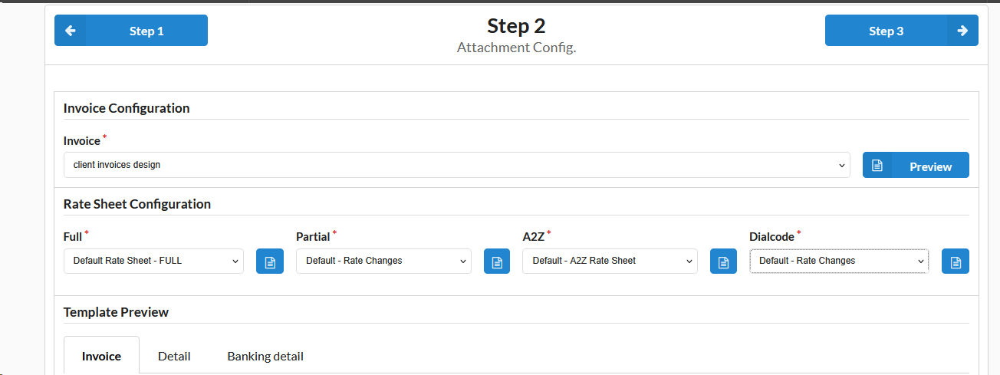 Step 1
Step 2
Step 3
Attachment Config.
Invoice Configuration
Invoice *
client invoices design
Preview
Rate Sheet Configuration
Full * Partial * A2Z * Dialcode *
Default Rate Sheet - FULL Default - Rate Changes Default - A2Z Rate Sheet Default - Rate Changes
Template Preview
Invoice Detail Banking detail